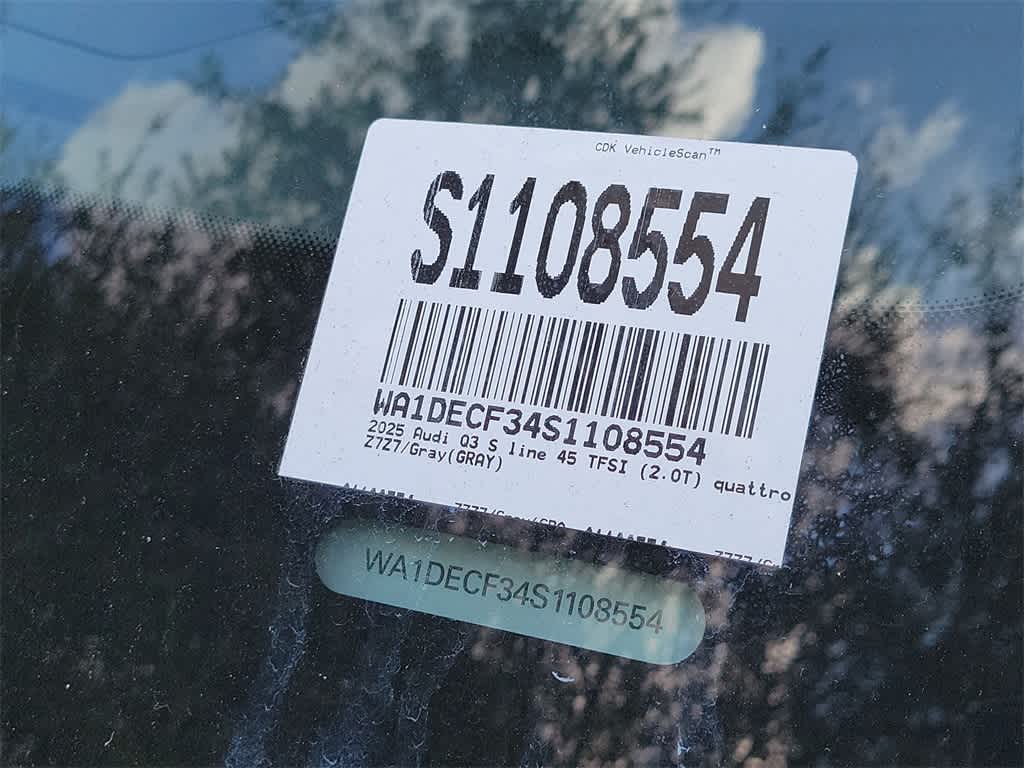 CDK VehicleScan™
S1108554
WA1DECF34S1108554
2025 Audi Q3 S line 45 TFSI (2.0T) quattro
Z7Z7/Gray(GRAY)
WA1DECF34S1108554